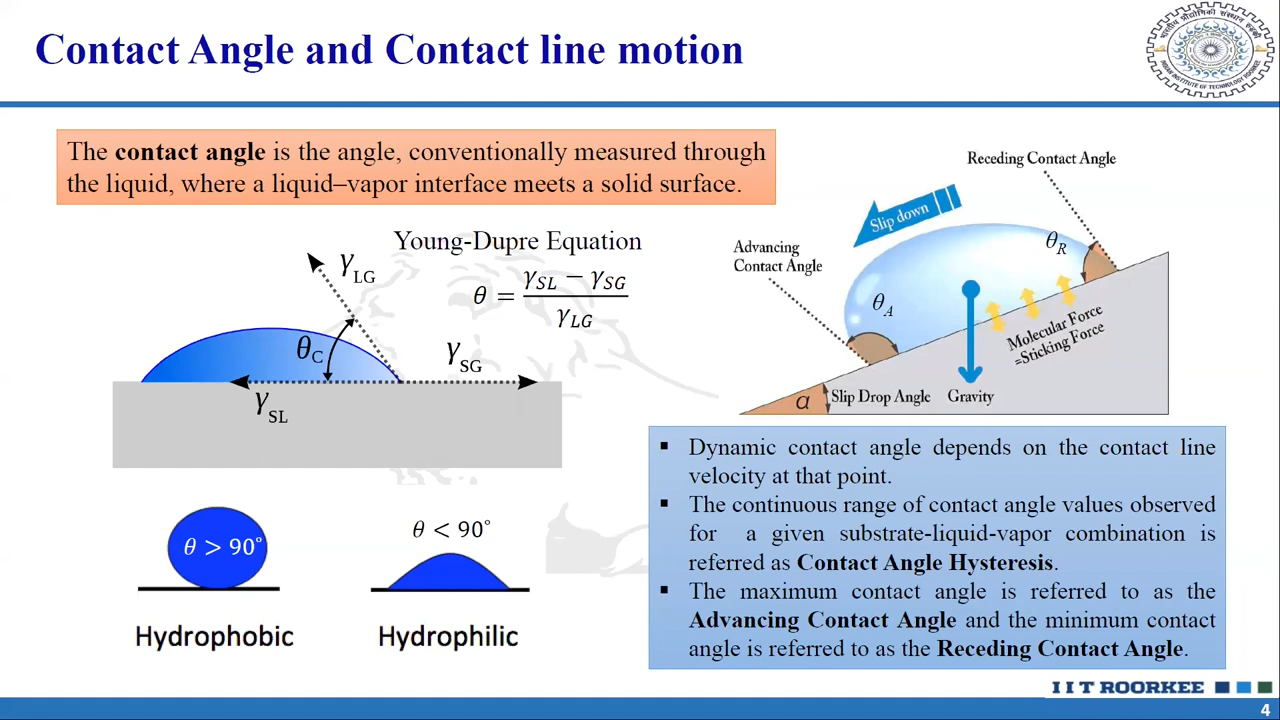 Contact Angle and Contact line motion
The contact angle is the angle, conventionally measured through
the liquid, where a liquid–vapor interface meets a solid surface.
Young-Dupre Equation
θ = (γSL − γSG) / γLG
γLG
θC
γSG
γSL
θ > 90°
Hydrophobic
θ < 90°
Hydrophilic
Receding Contact Angle
Slip down
θR
Advancing
Contact Angle
θA
Molecular Force
=Sticking Force
α
Slip Drop Angle
Gravity
▪ Dynamic contact angle depends on the contact line
velocity at that point.
▪ The continuous range of contact angle values observed
for a given substrate-liquid-vapor combination is
referred as Contact Angle Hysteresis.
▪ The maximum contact angle is referred to as the
Advancing Contact Angle and the minimum contact
angle is referred to as the Receding Contact Angle.
IIT ROORKEE
4